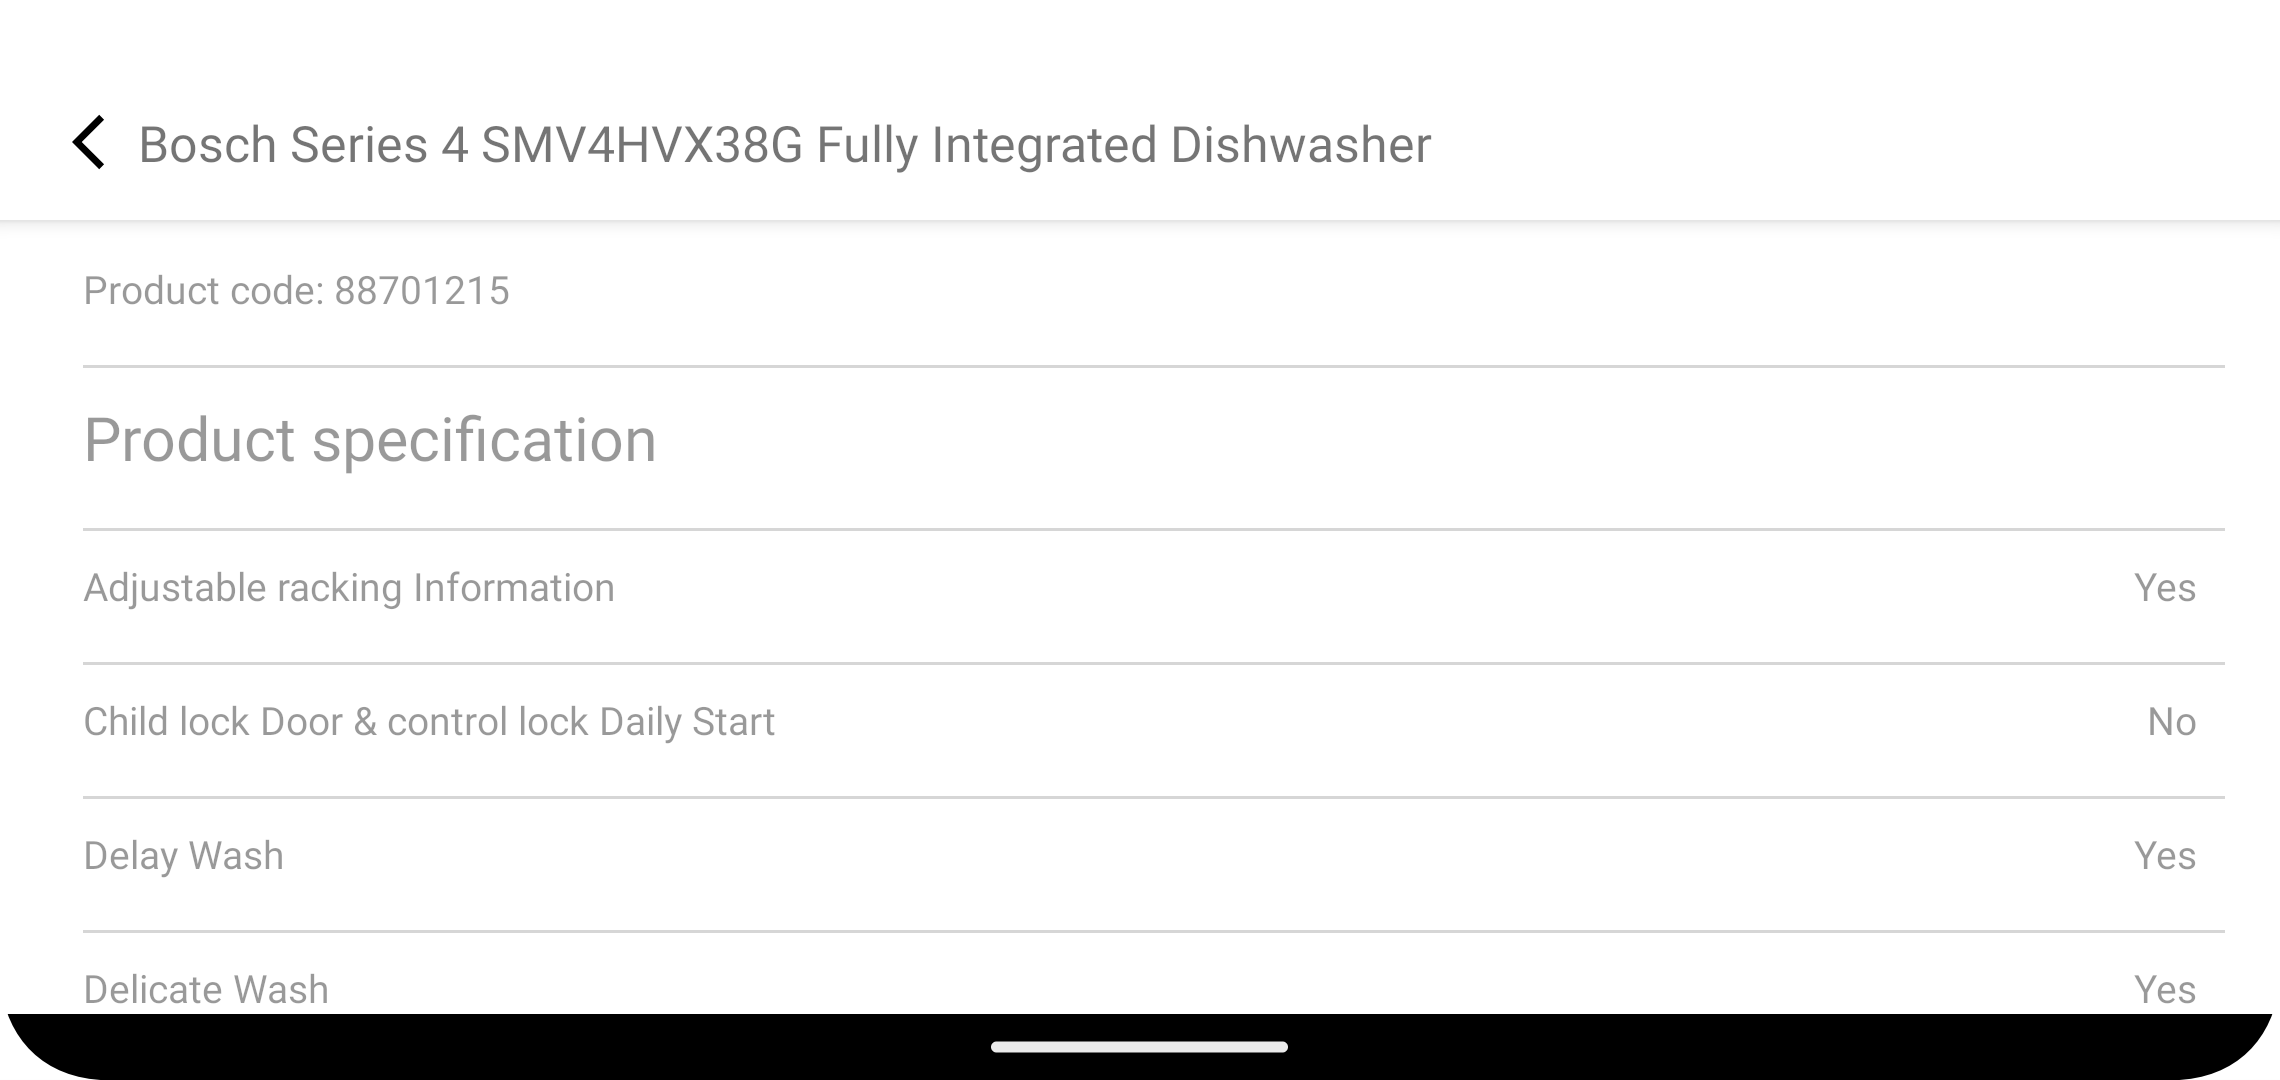 Bosch Series 4 SMV4HVX38G Fully Integrated Dishwasher
Product code: 88701215
Product specification
Adjustable racking Information Yes
Child lock Door & control lock Daily Start No
Delay Wash Yes
Delicate Wash Yes